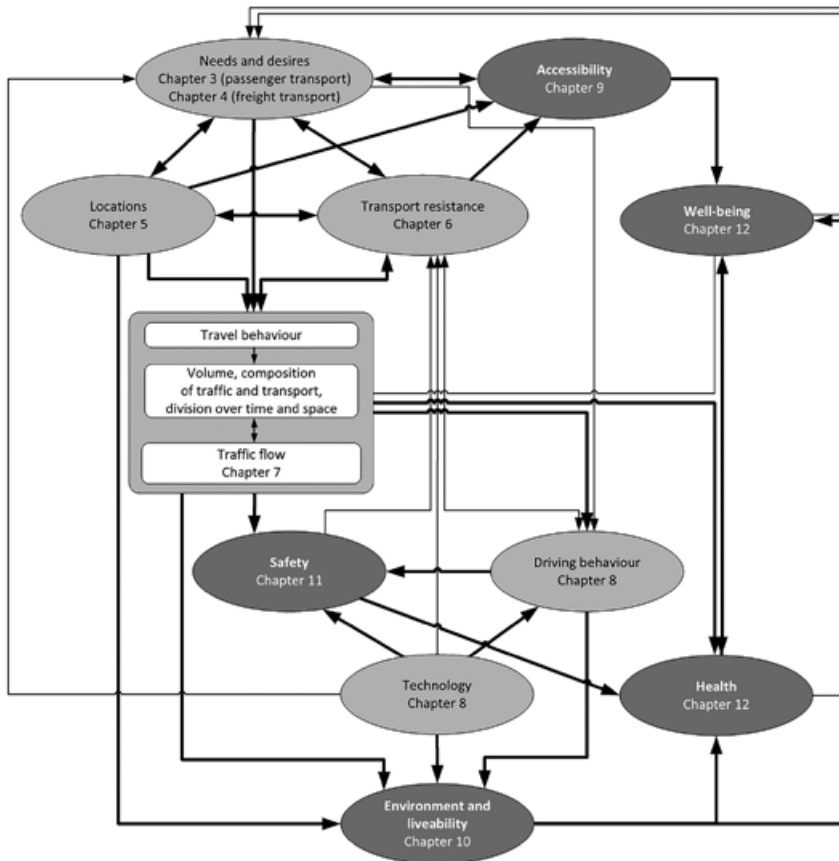 Needs and desires
Chapter 3 (passenger transport)
Chapter 4 (freight transport)
Accessibility
Chapter 9
Locations
Chapter 5
Transport resistance
Chapter 6
Well-being
Chapter 12
Travel behaviour
Volume, composition
of traffic and transport,
division over time and space
Traffic flow
Chapter 7
Safety
Chapter 11
Driving behaviour
Chapter 8
Technology
Chapter 8
Health
Chapter 12
Environment and
liveability
Chapter 10